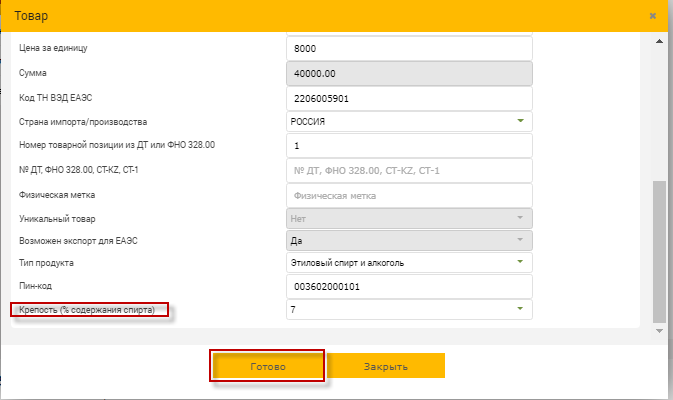 Товар
Цена за единицу 8000
Сумма 40000.00
Код ТН ВЭД ЕАЭС 2206005901
Страна импорта/производства РОССИЯ
Номер товарной позиции из ДТ или ФНО 328.00 1
№ ДТ, ФНО 328.00, СТ-KZ, СТ-1 № ДТ, ФНО 328.00, СТ-KZ, СТ-1
Физическая метка Физическая метка
Уникальный товар Нет
Возможен экспорт для ЕАЭС Да
Тип продукта Этиловый спирт и алкоголь
Пин-код 003602000101
Крепость (% содержания спирта) 7
Готово Закрыть